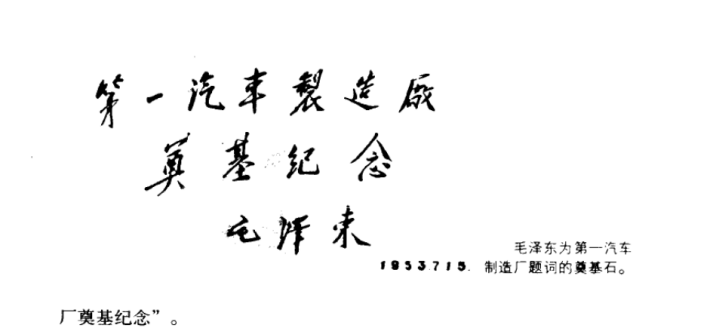 第一汽車製造廠
奠基纪念
毛泽东
毛泽东为第一汽车
1953.7.15. 制造厂题词的奠基石。
厂奠基纪念”。